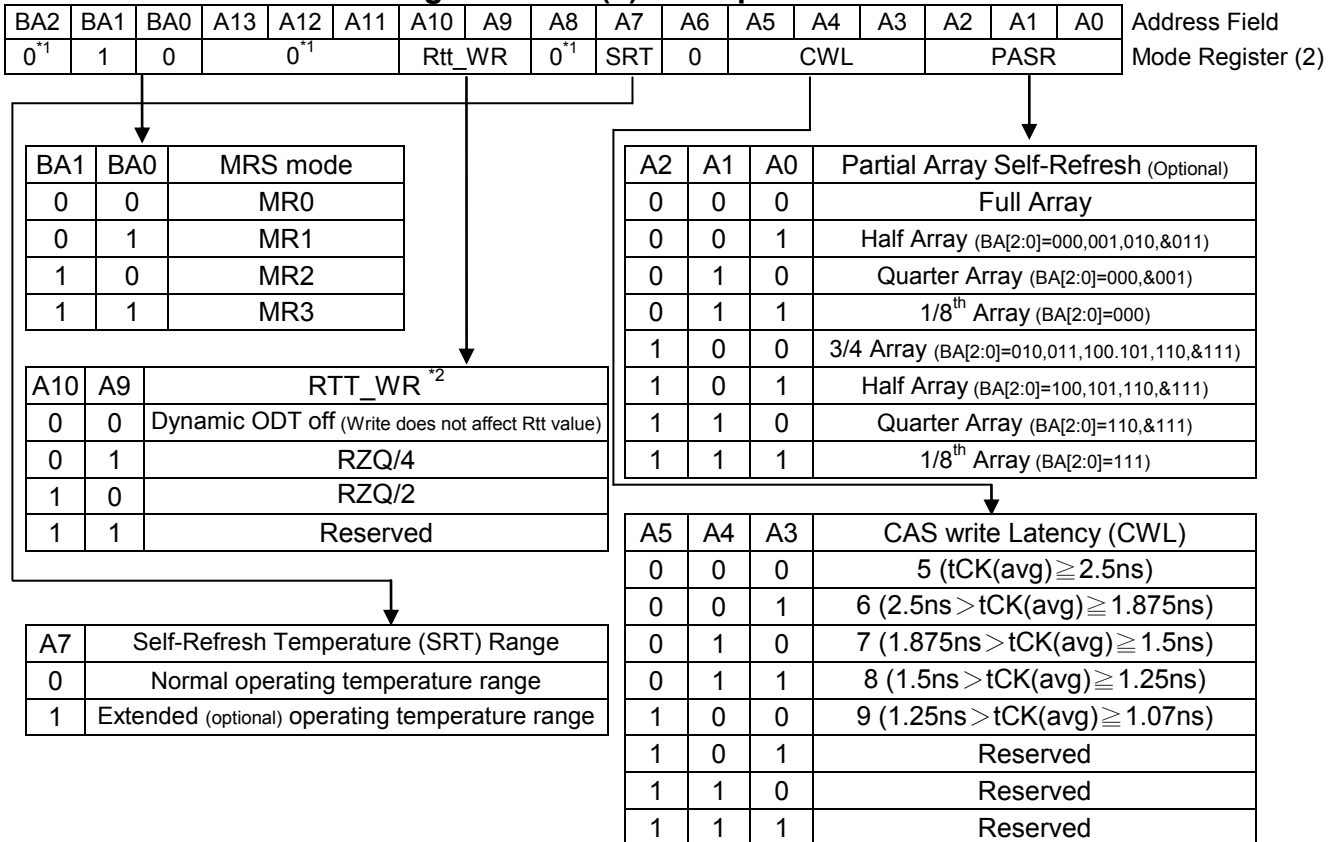 BA2 BA1 BA0 A13 A12 A11 A10 A9 A8 A7 A6 A5 A4 A3 A2 A1 A0 Address Field
0*1 1 0 0*1 Rtt_WR 0*1 SRT 0 CWL PASR Mode Register (2)
BA1 BA0 MRS mode
0 0 MR0
0 1 MR1
1 0 MR2
1 1 MR3
A2 A1 A0 Partial Array Self-Refresh (Optional)
0 0 0 Full Array
0 0 1 Half Array (BA[2:0]=000,001,010,&011)
0 1 0 Quarter Array (BA[2:0]=000,&001)
0 1 1 1/8th Array (BA[2:0]=000)
1 0 0 3/4 Array (BA[2:0]=010,011,100.101,110,&111)
1 0 1 Half Array (BA[2:0]=100,101,110,&111)
1 1 0 Quarter Array (BA[2:0]=110,&111)
1 1 1 1/8th Array (BA[2:0]=111)
A10 A9 RTT_WR *2
0 0 Dynamic ODT off (Write does not affect Rtt value)
0 1 RZQ/4
1 0 RZQ/2
1 1 Reserved
A5 A4 A3 CAS write Latency (CWL)
0 0 0 5 (tCK(avg)≧2.5ns)
0 0 1 6 (2.5ns>tCK(avg)≧1.875ns)
0 1 0 7 (1.875ns>tCK(avg)≧1.5ns)
0 1 1 8 (1.5ns>tCK(avg)≧1.25ns)
1 0 0 9 (1.25ns>tCK(avg)≧1.07ns)
1 0 1 Reserved
1 1 0 Reserved
1 1 1 Reserved
A7 Self-Refresh Temperature (SRT) Range
0 Normal operating temperature range
1 Extended (optional) operating temperature range